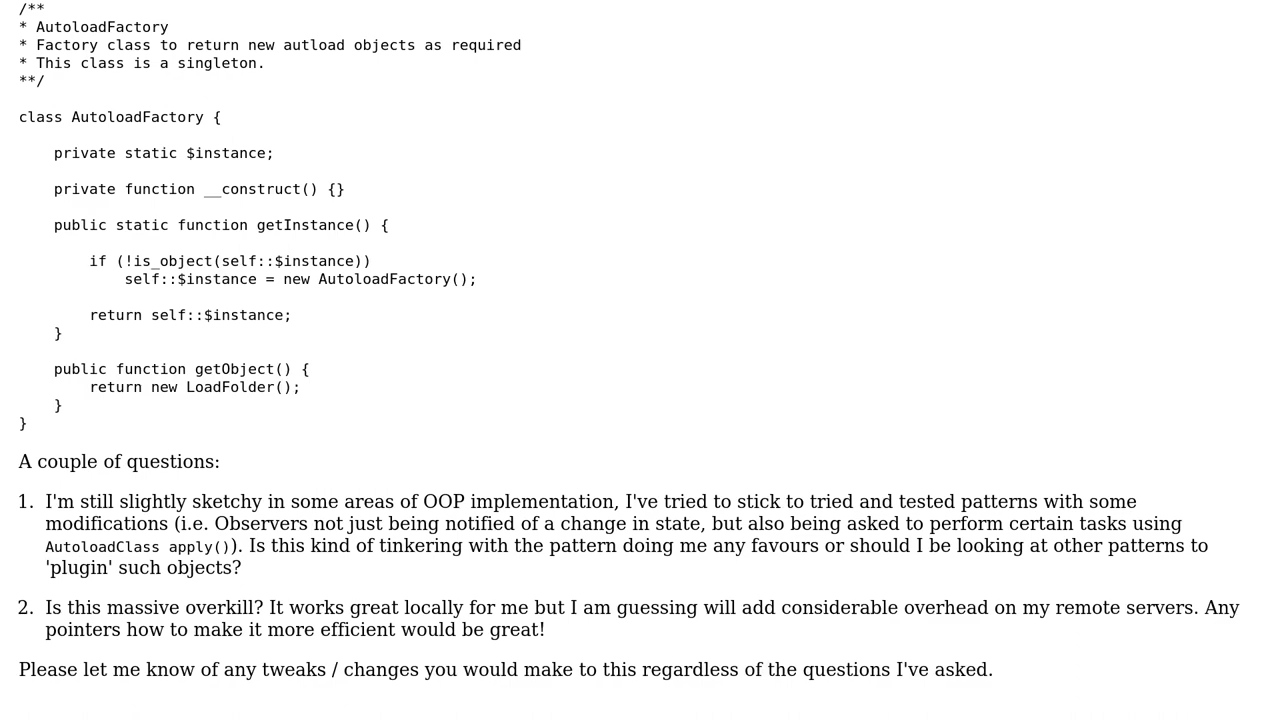 /**
* AutoloadFactory
* Factory class to return new autload objects as required
* This class is a singleton.
**/
class AutoloadFactory {
private static $instance;
private function __construct() {}
public static function getInstance() {
if (!is_object(self::$instance))
self::$instance = new AutoloadFactory();
return self::$instance;
}
public function getObject() {
return new LoadFolder();
}
}
A couple of questions:
1. I'm still slightly sketchy in some areas of OOP implementation, I've tried to stick to tried and tested patterns with some
modifications (i.e. Observers not just being notified of a change in state, but also being asked to perform certain tasks using
AutoloadClass apply()). Is this kind of tinkering with the pattern doing me any favours or should I be looking at other patterns to
'plugin' such objects?
2. Is this massive overkill? It works great locally for me but I am guessing will add considerable overhead on my remote servers. Any
pointers how to make it more efficient would be great!
Please let me know of any tweaks / changes you would make to this regardless of the questions I've asked.